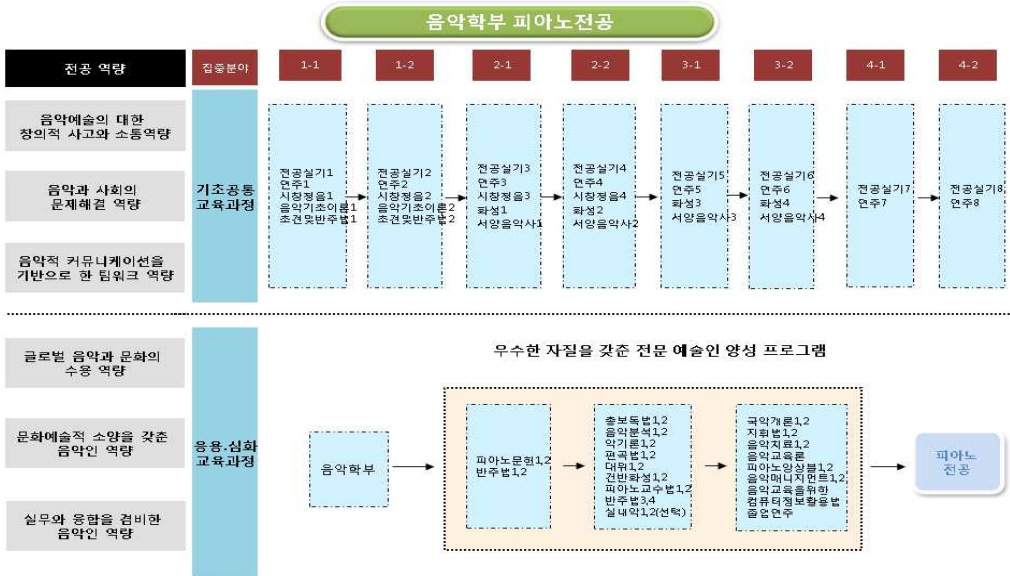 음악학부 피아노전공
전공 역량
집중분야
1-1
1-2
2-1
2-2
3-1
3-2
4-1
4-2
음악예술의 대한
창의적 사고와 소통역량
음악과 사회의
문제해결 역량
음악적 커뮤니케이션을
기반으로 한 팀워크 역량
기초공통
교육과정
전공실기1
연주1
시창청음1
음악기초이론1
초견및반주법1
전공실기2
연주2
시창청음2
음악기초이론2
초견및반주법2
전공실기3
연주3
시창청음3
화성1
서양음악사1
전공실기4
연주4
시창청음4
화성2
서양음악사2
전공실기5
연주5
화성3
서양음악사3
전공실기6
연주6
화성4
서양음악사4
전공실기7
연주7
전공실기8
연주8
글로벌 음악과 문화의
수용 역량
문화예술적 소양을 갖춘
음악인 역량
실무와 융합을 겸비한
음악인 역량
응용.심화
교육과정
우수한 자질을 갖춘 전문 예술인 양성 프로그램
음악학부
피아노문헌1,2
반주법1,2
총보독법1,2
음악분석1,2
악기론1,2
편곡법1,2
대위1,2
건반화성1,2
피아노교수법1,2
반주법3,4
실내악1,2(선택)
국악개론1,2
지휘법1,2
음악치료1,2
음악교육론
피아노앙상블1,2
음악매니지먼트1,2
음악교육을위한
컴퓨터정보활용법
졸업연주
피아노
전공